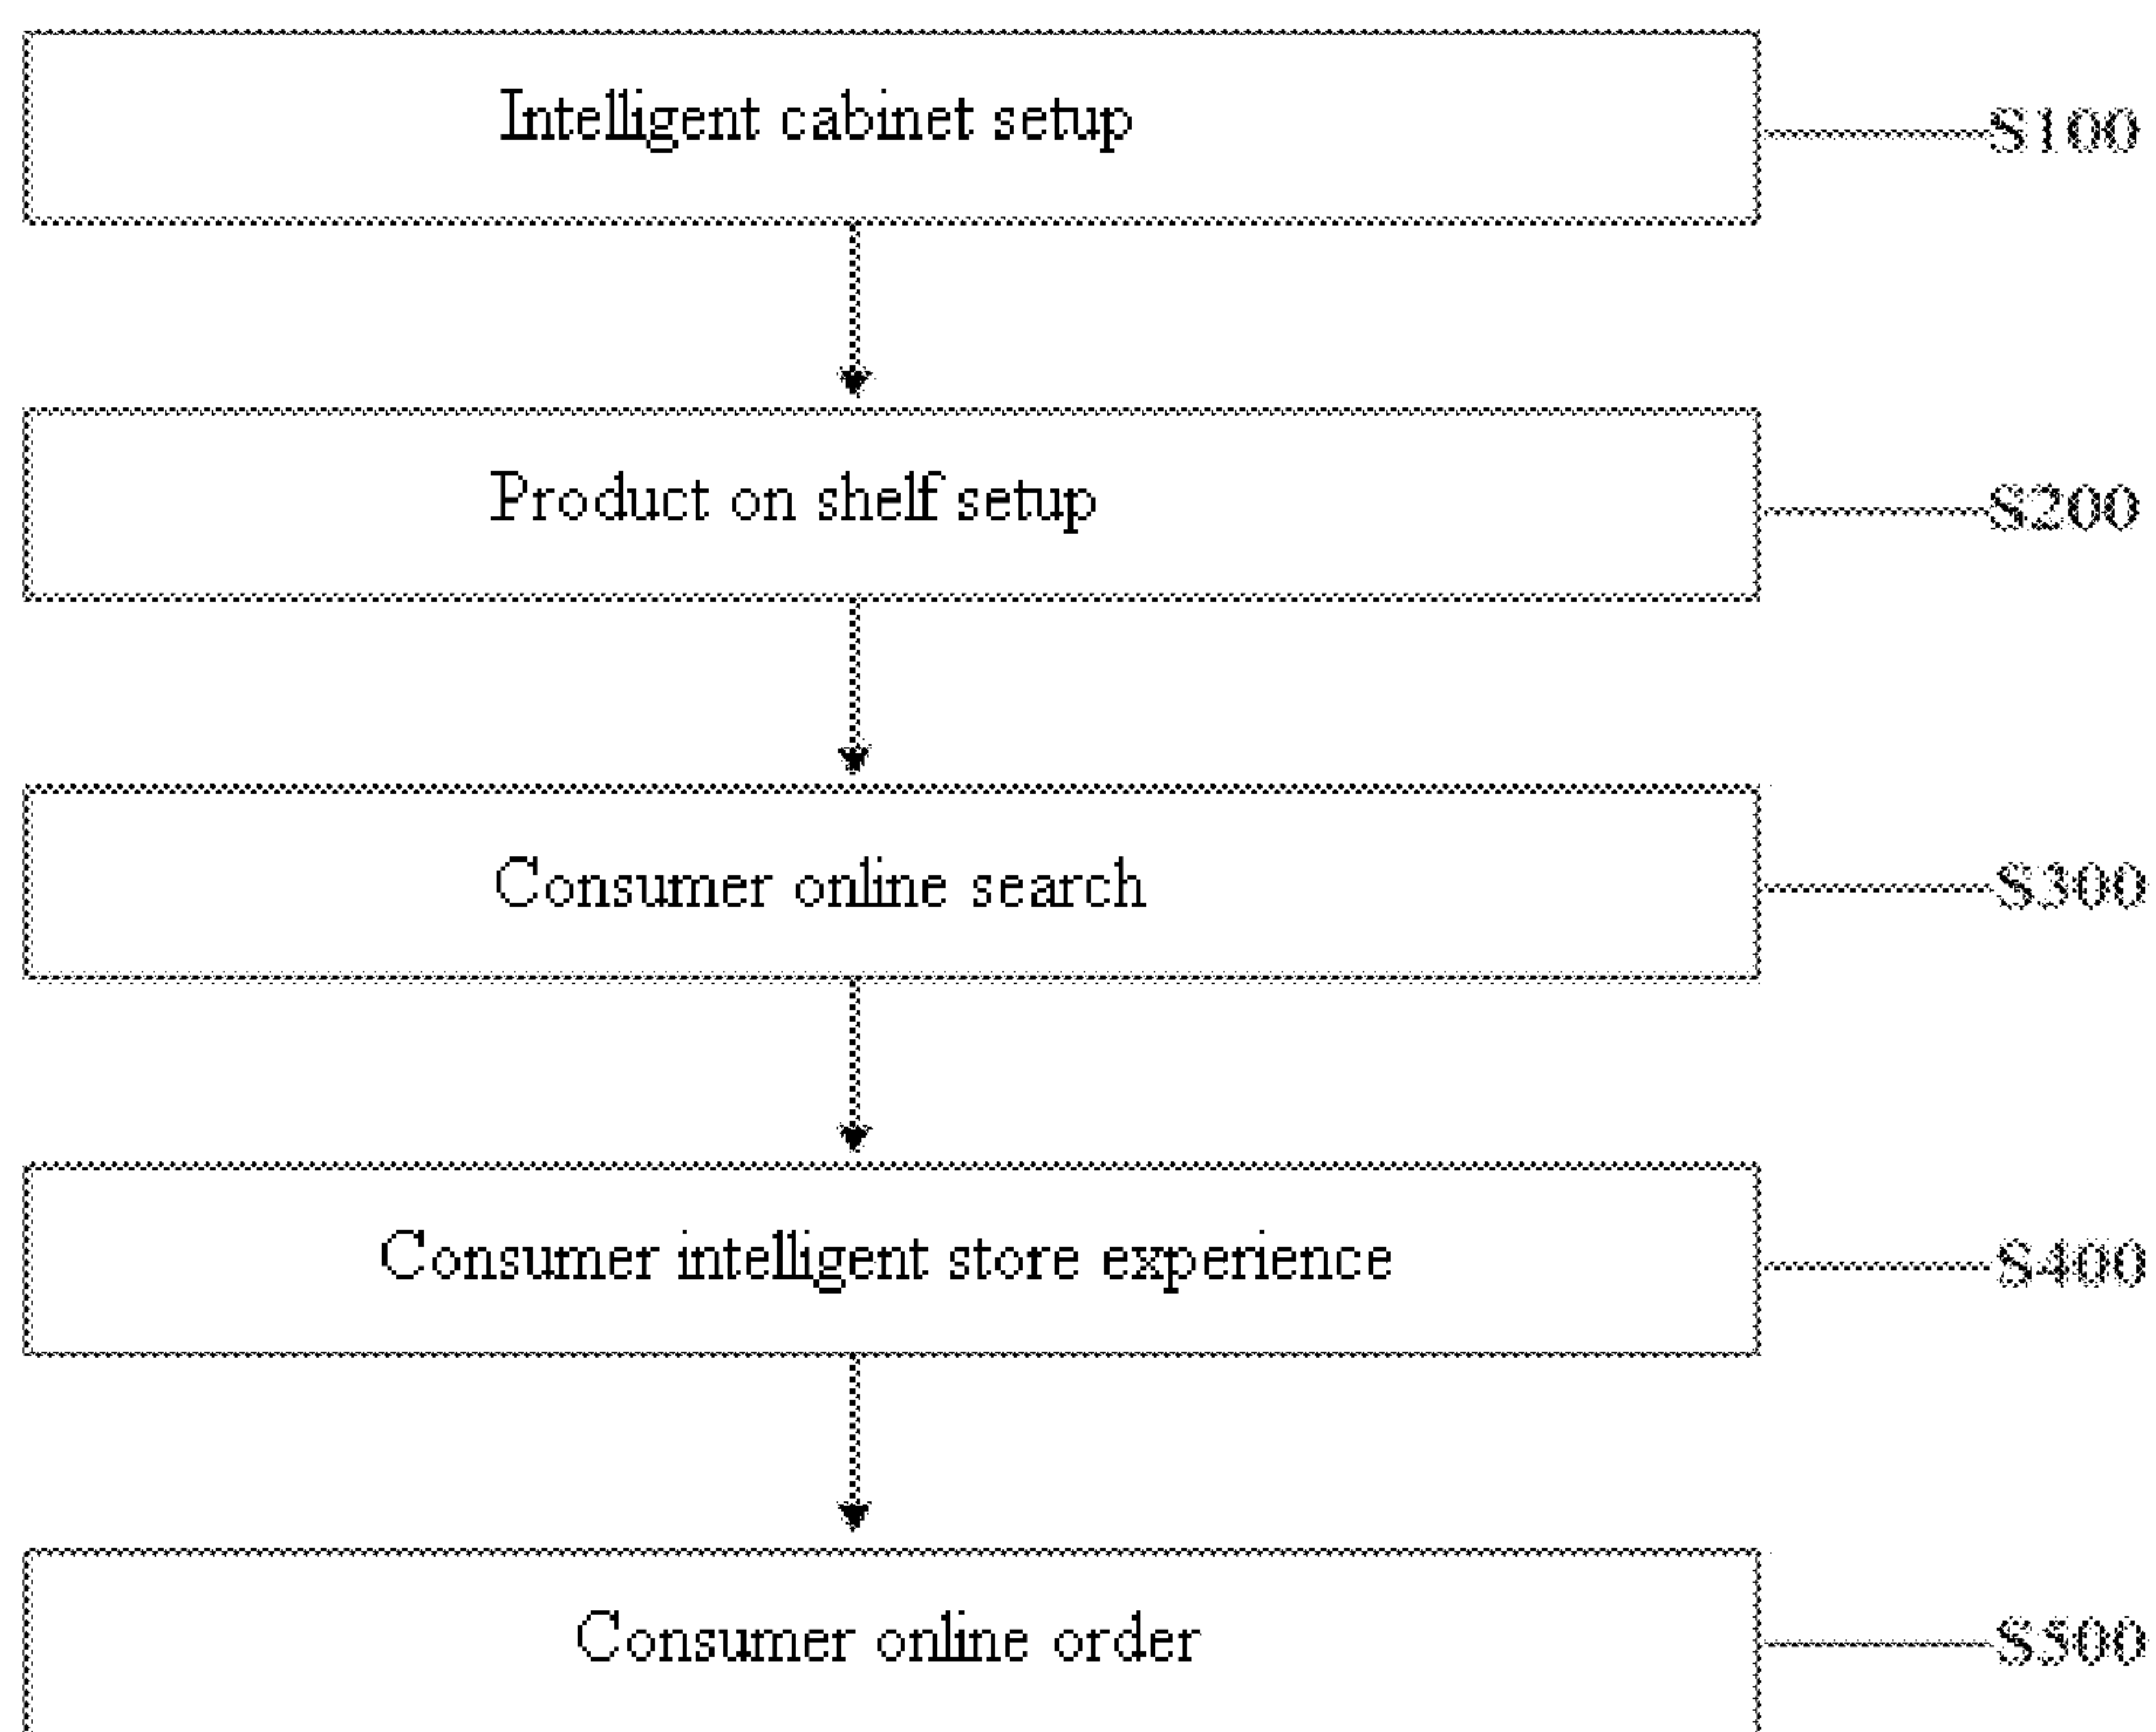 Intelligent cabinet setup
S100
Product on shelf setup
S200
Consumer online search
S300
Consumer intelligent store experience
S400
Consumer online order
S500